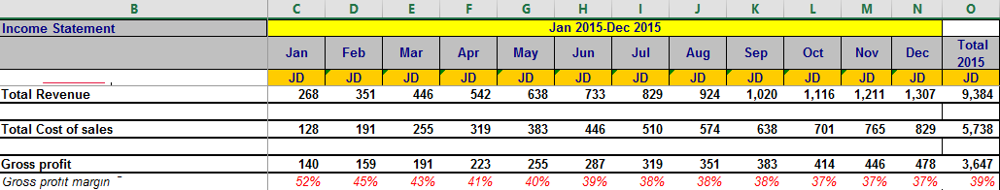 B C D E F G H I J K L M N O
Income Statement Jan 2015-Dec 2015
Jan Feb Mar Apr May Jun Jul Aug Sep Oct Nov Dec Total 2015
JD JD JD JD JD JD JD JD JD JD JD JD JD
Total Revenue 268 351 446 542 638 733 829 924 1,020 1,116 1,211 1,307 9,384
Total Cost of sales 128 191 255 319 383 446 510 574 638 701 765 829 5,738
Gross profit 140 159 191 223 255 287 319 351 383 414 446 478 3,647
Gross profit margin 52% 45% 43% 41% 40% 39% 38% 38% 38% 37% 37% 37% 39%